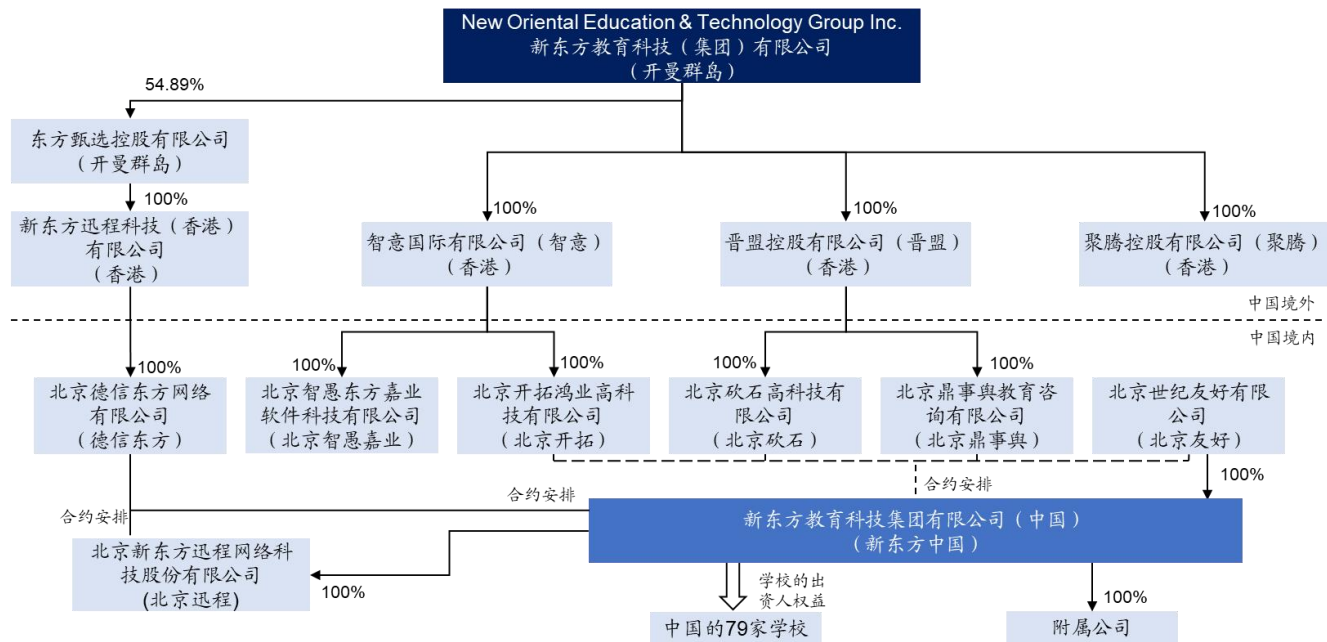 New Oriental Education & Technology Group Inc.
新东方教育科技（集团）有限公司
（开曼群岛）
54.89%
东方甄选控股有限公司
（开曼群岛）
100%
新东方迅程科技（香港）
有限公司
（香港）
100%
智意国际有限公司（智意）
（香港）
100%
晋盟控股有限公司（晋盟）
（香港）
100%
聚腾控股有限公司（聚腾）
（香港）
中国境外
中国境内
100%
北京德信东方网络
有限公司
（德信东方）
100%
北京智愚东方嘉业
软件科技有限公司
（北京智愚嘉业）
100%
北京开拓鸿业高科
技有限公司
（北京开拓）
100%
北京砍石高科技有
限公司
（北京砍石）
100%
北京鼎事與教育咨
询有限公司
（北京鼎事與）
北京世纪友好有限
公司
（北京友好）
100%
合约安排
合约安排
合约安排
新东方教育科技集团有限公司（中国）
（新东方中国）
北京新东方迅程网络科
技股份有限公司
(北京迅程)
100%
学校的出
资人权益
中国的79家学校
100%
附属公司